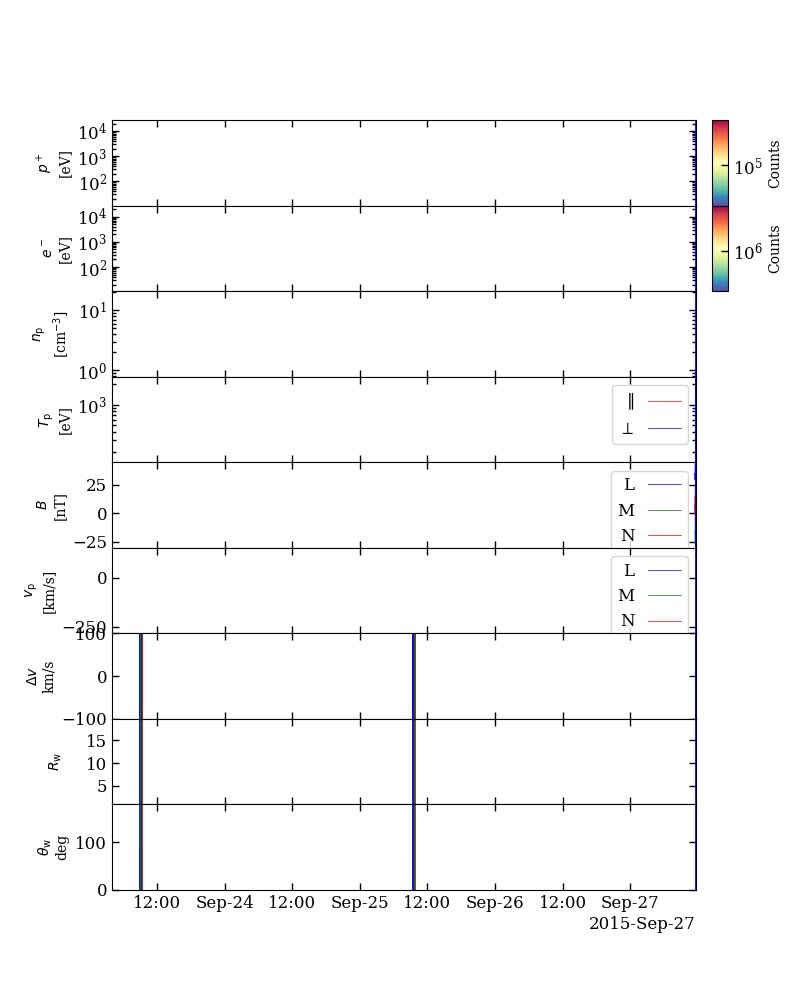 10⁴
10³
10²
p⁺
[eV]
10⁵
Counts
10⁴
10³
10²
e⁻
[eV]
10⁶
Counts
10¹
10⁰
nₚ
[cm⁻³]
10³
Tₚ
[eV]
∥
⊥
25
0
−25
B
[nT]
L
M
N
0
−250
vₚ
[km/s]
L
M
N
100
0
−100
Δv
km/s
15
10
5
R_w
100
0
θ_w
deg
12:00 Sep-24 12:00 Sep-25 12:00 Sep-26 12:00 Sep-27
2015-Sep-27